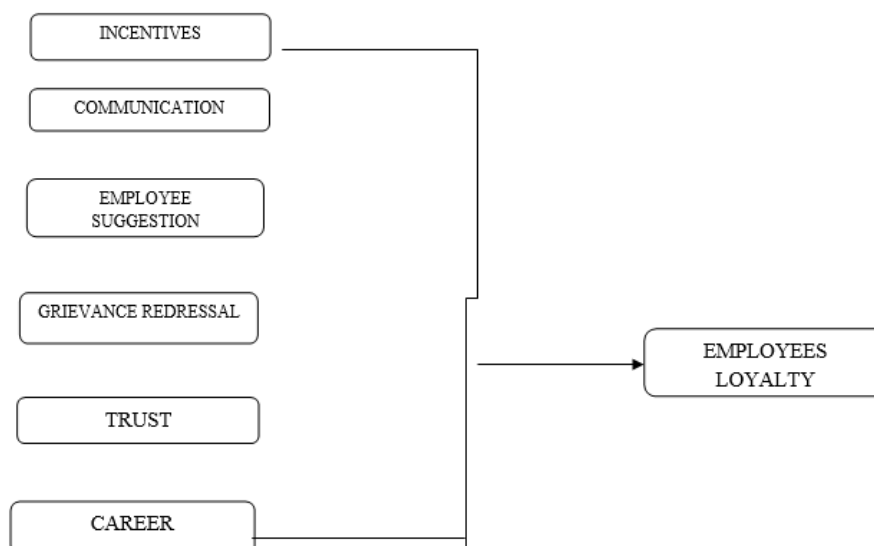 INCENTIVES
COMMUNICATION
EMPLOYEE
SUGGESTION
GRIEVANCE REDRESSAL
TRUST
CAREER
EMPLOYEES
LOYALTY